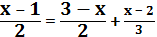 x − 1 / 2 = 3 − x / 2 + x − 2 / 3